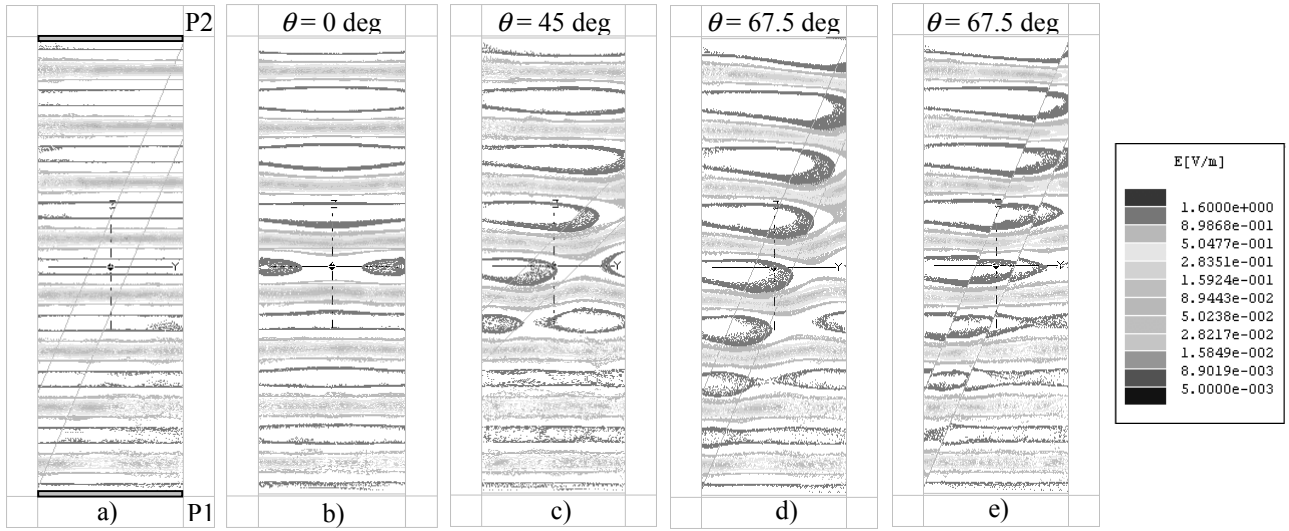 P2
θ = 0 deg
θ = 45 deg
θ = 67.5 deg
θ = 67.5 deg
E[V/m]
1.6000e+000
8.9868e-001
5.0477e-001
2.8351e-001
1.5924e-001
8.9443e-002
5.0238e-002
2.8217e-002
1.5849e-002
8.9019e-003
5.0000e-003
Y
Y
Y
Y
Y
a)
P1
b)
c)
d)
e)